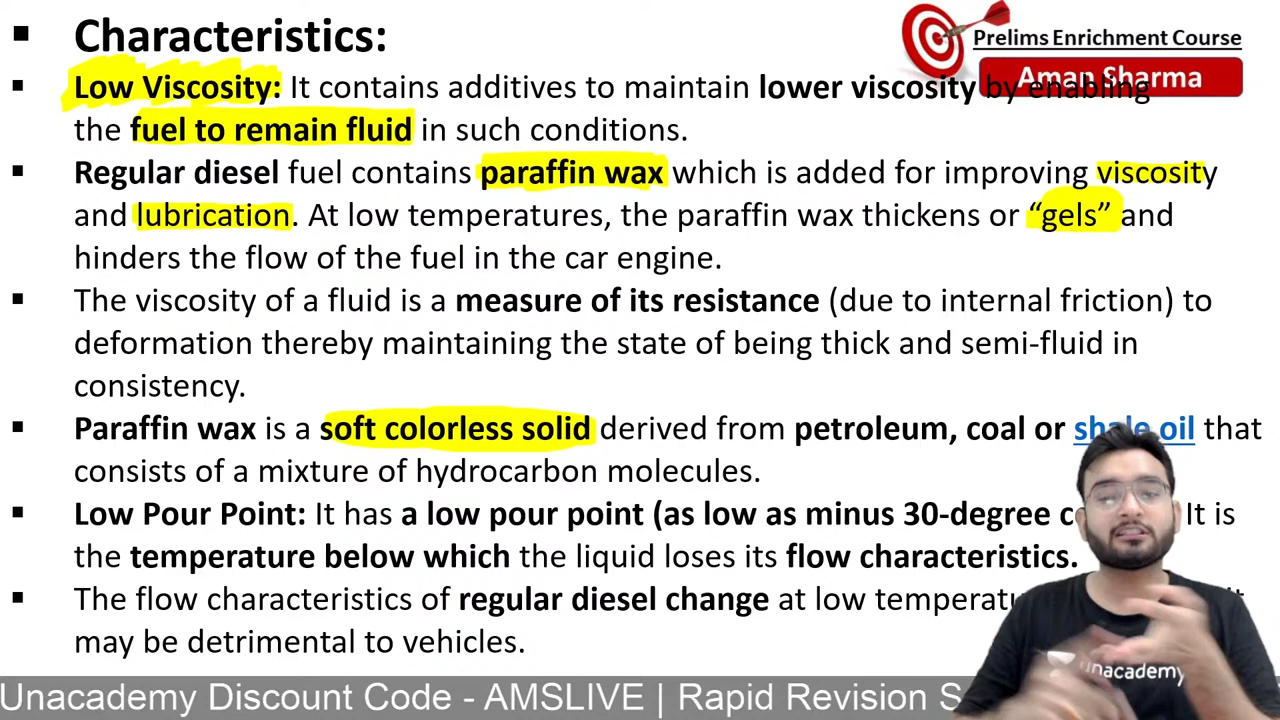 Characteristics:
Prelims Enrichment Course
Aman Sharma
Low Viscosity: It contains additives to maintain lower viscosity by enabling
the fuel to remain fluid in such conditions.
Regular diesel fuel contains paraffin wax which is added for improving viscosity
and lubrication. At low temperatures, the paraffin wax thickens or “gels” and
hinders the flow of the fuel in the car engine.
The viscosity of a fluid is a measure of its resistance (due to internal friction) to
deformation thereby maintaining the state of being thick and semi-fluid in
consistency.
Paraffin wax is a soft colorless solid derived from petroleum, coal or shale oil that
consists of a mixture of hydrocarbon molecules.
Low Pour Point: It has a low pour point (as low as minus 30-degree It is
the temperature below which the liquid loses its flow characteristics.
The flow characteristics of regular diesel change at low
may be detrimental to vehicles.
unacademy
Unacademy Discount Code - AMSLIVE | Rapid Revision